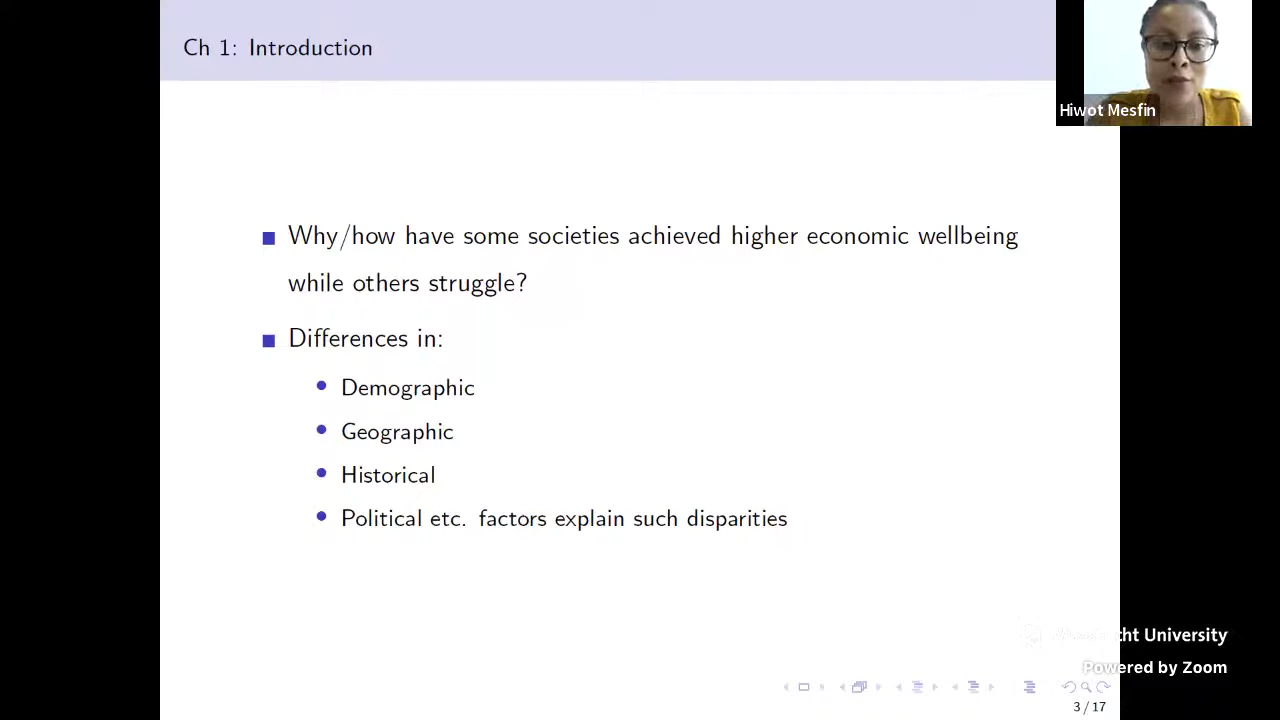 Ch 1: Introduction
Hiwot Mesfin
Why/how have some societies achieved higher economic wellbeing
while others struggle?
Differences in:
Demographic
Geographic
Historical
Political etc. factors explain such disparities
University
Powered by Zoom
3 / 17